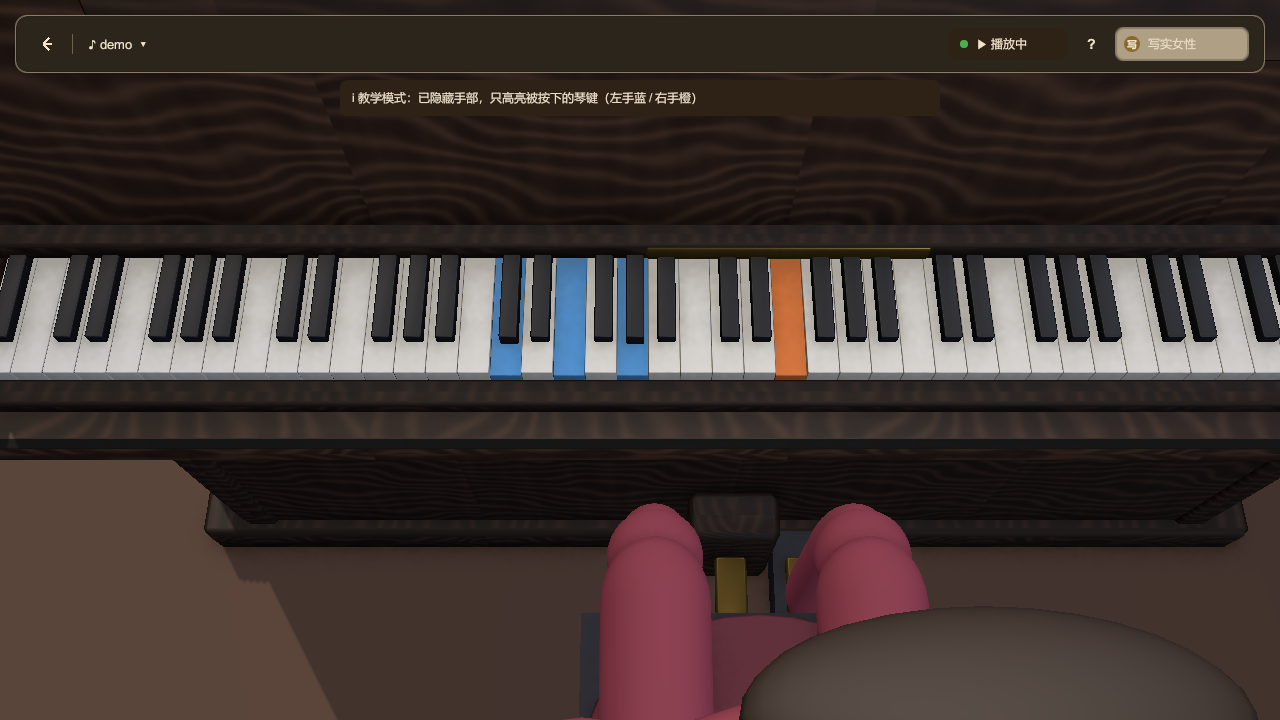 ♪ demo ▼
▶ 播放中
?
写 写实女性
i 教学模式：已隐藏手部，只高亮被按下的琴键（左手蓝 / 右手橙）